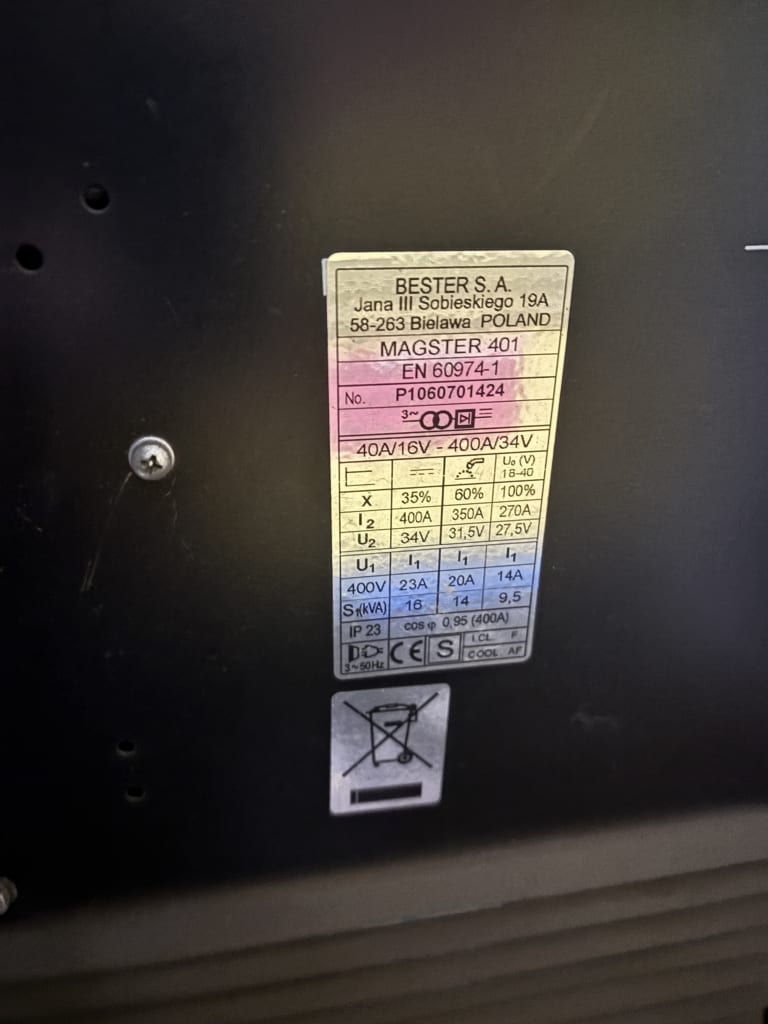 BESTER S. A.
Jana III Sobieskiego 19A
58-263 Bielawa POLAND
MAGSTER 401
EN 60974-1
No. P1060701424
3~
40A/16V - 400A/34V
U₀ (V)
18-40
X 35% 60% 100%
I₂ 400A 350A 270A
U₂ 34V 31,5V 27,5V
U₁ I₁ I₁ I₁
400V 23A 20A 14A
S₁(kVA) 16 14 9,5
IP 23 cos φ 0,95 (400A)
3~50Hz CE S I.CL. F
COOL. AF